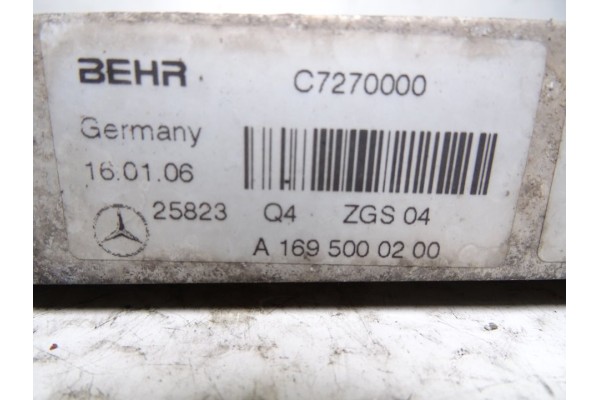 BEHR C7270000
Germany
16.01.06
25823 Q4 ZGS 04
A 169 500 02 00